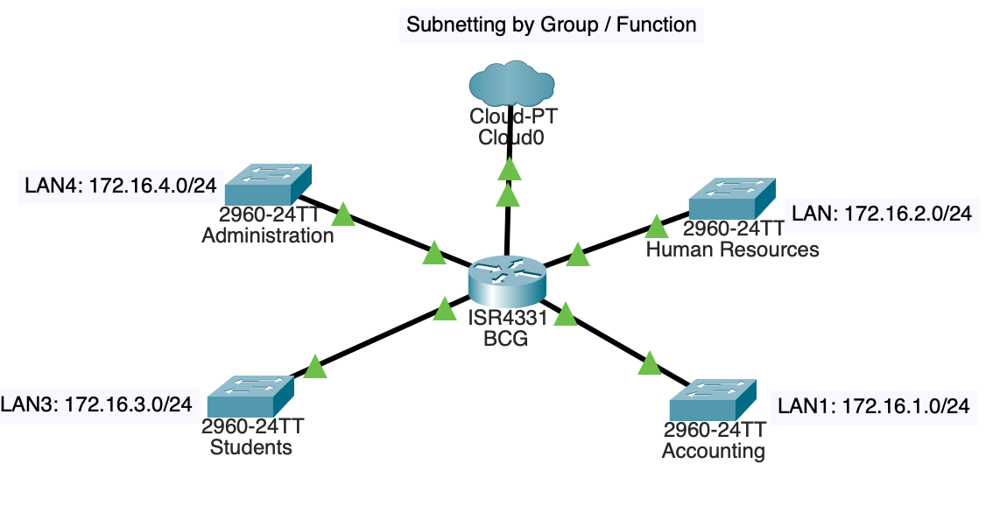 Subnetting by Group / Function
Cloud-PT
Cloud0
LAN4: 172.16.4.0/24
2960-24TT
Administration
2960-24TT
Human Resources
LAN: 172.16.2.0/24
ISR4331
BCG
LAN3: 172.16.3.0/24
2960-24TT
Students
2960-24TT
Accounting
LAN1: 172.16.1.0/24